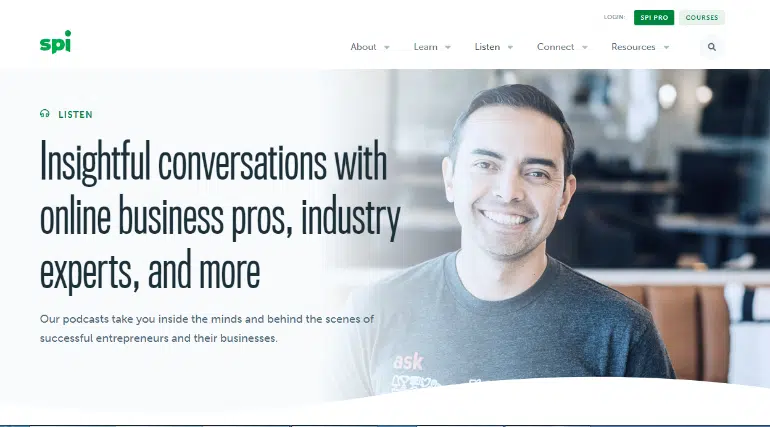 LOGIN:
SPI PRO
COURSES
spi
About
Learn
Listen
Connect
Resources
LISTEN
Insightful conversations with
online business pros, industry
experts, and more
Our podcasts take you inside the minds and behind the scenes of
successful entrepreneurs and their businesses.
ask